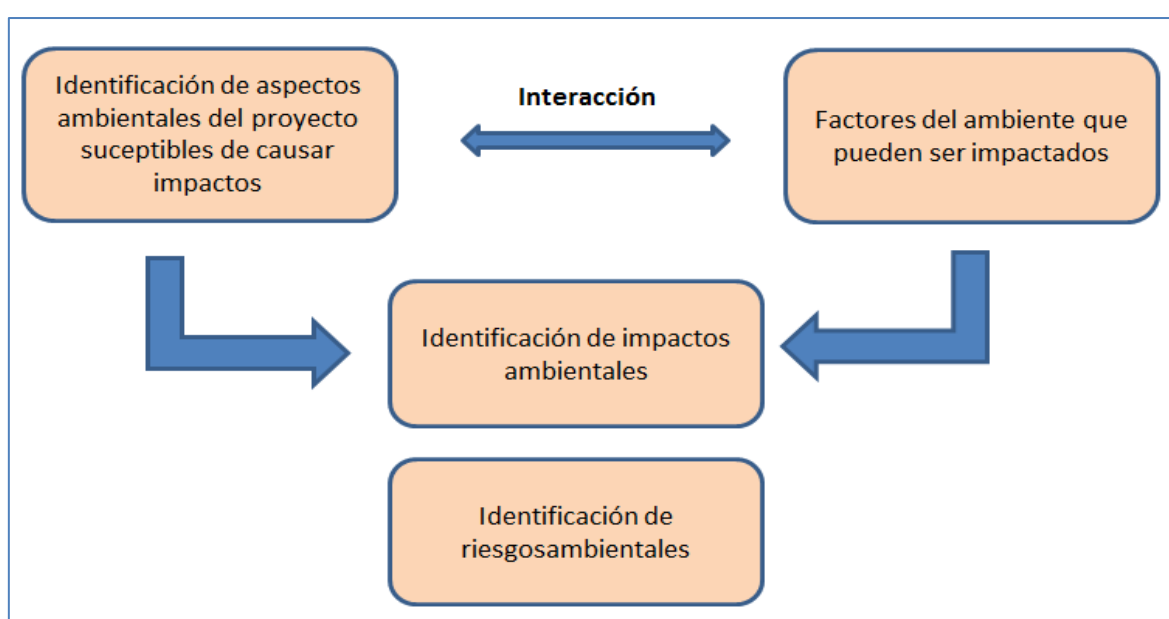 Identificación de aspectos
ambientales del proyecto
suceptibles de causar
impactos
Interacción
Factores del ambiente que
pueden ser impactados
Identificación de impactos
ambientales
Identificación de
riesgosambientales